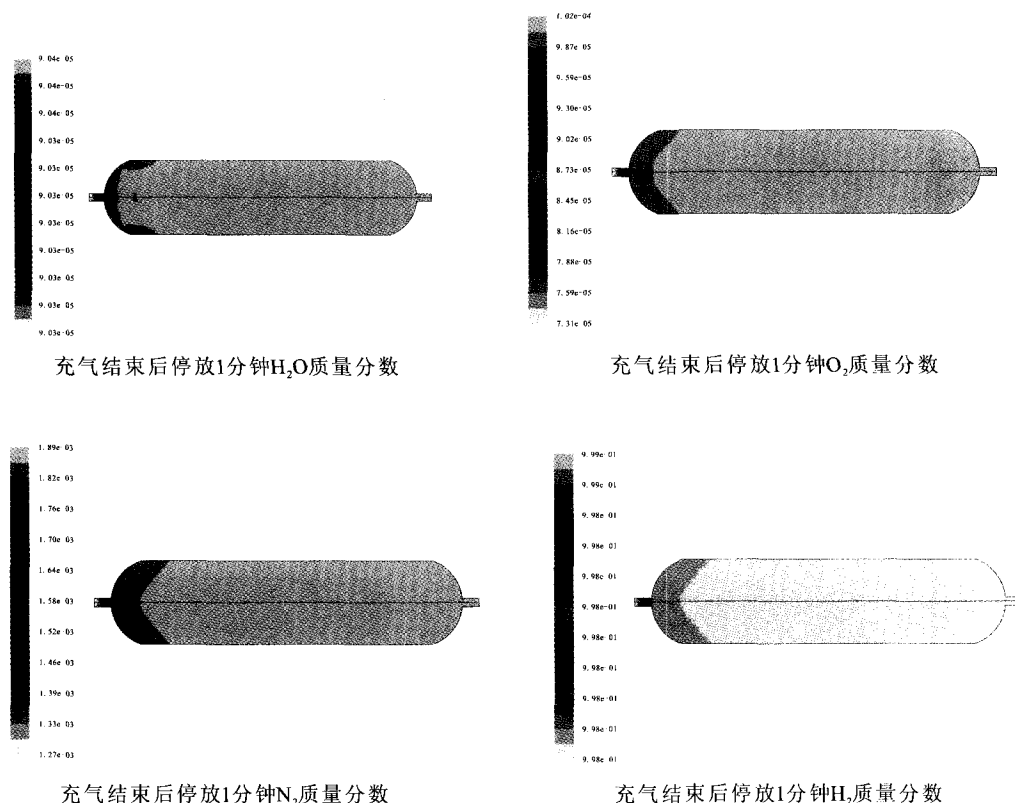 9.04e 05
9.04e-05
9.04e-05
9.03e 05
9.03e 05
9.03e 05
9.03e 05
9.03e 05
9.03e 05
9.03e 05
9.03e-05
充气结束后停放1分钟H₂O质量分数
1.02e-04
9.87e 05
9.59e 05
9.30e 05
9.02e 05
8.73e 05
8.45e 05
8.16e 05
7.88e 05
7.59e 05
7.31e 05
充气结束后停放1分钟O₂质量分数
1.89e 03
1.82e 03
1.76e 03
1.70e 03
1.64e 03
1.58e 03
1.52e 03
1.46e 03
1.39e 03
1.33e 03
1.27e 03
充气结束后停放1分钟N₂质量分数
9.99e 01
9.99e 01
9.98e 01
9.98e 01
9.98e 01
9.98e 01
9.98e 01
9.98e 01
9.98e 01
9.98e 01
9.98e 01
充气结束后停放1分钟H₂质量分数